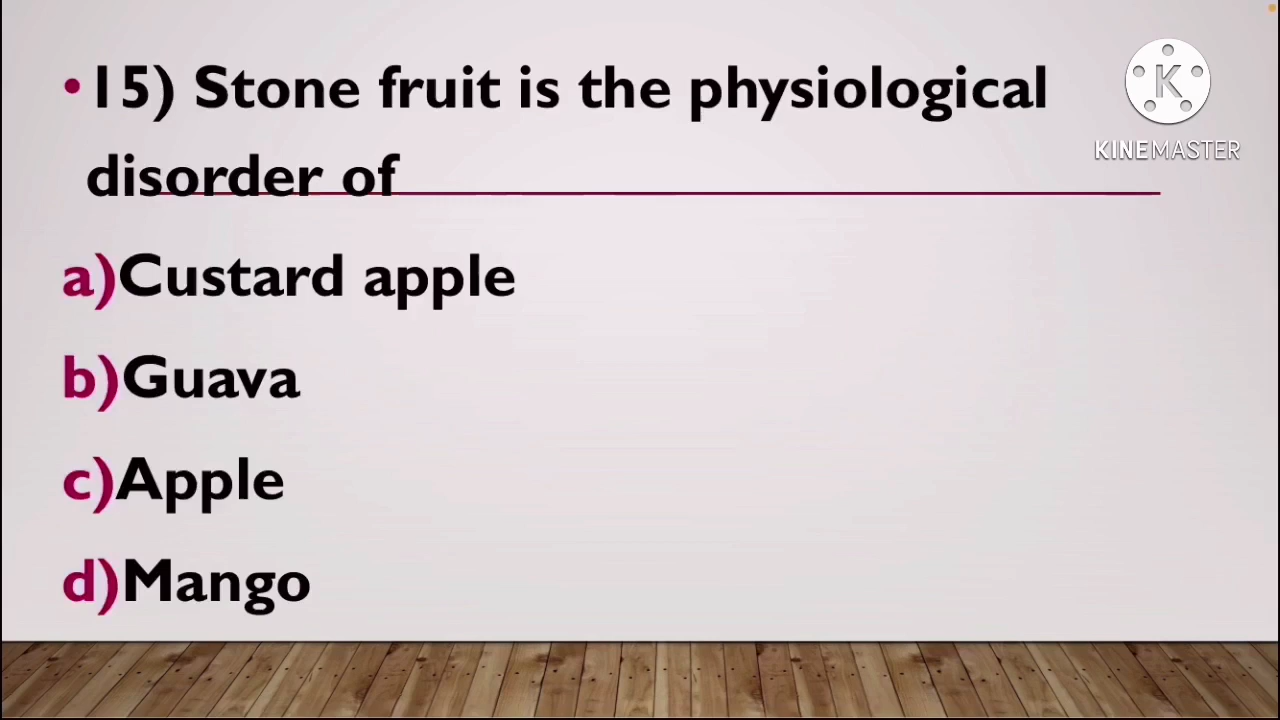 •15) Stone fruit is the physiological
disorder of
a)Custard apple
b)Guava
c)Apple
d)Mango
K
KINEMASTER